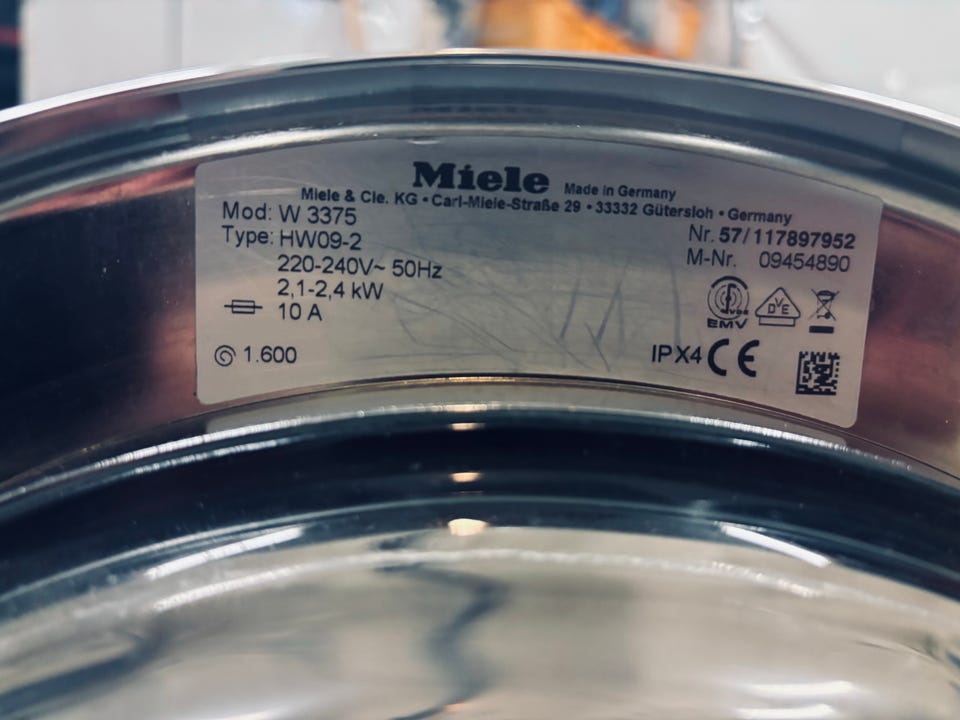 Miele Made in Germany
Miele & Cie. KG • Carl-Miele-Straße 29 • 33332 Gütersloh • Germany
Mod: W 3375
Type: HW09-2
220-240V~ 50Hz
2,1-2,4 kW
10 A
1.600
Nr. 57/117897952
M-Nr. 09454890
VDE
EMV
DVE
IPX4 CE